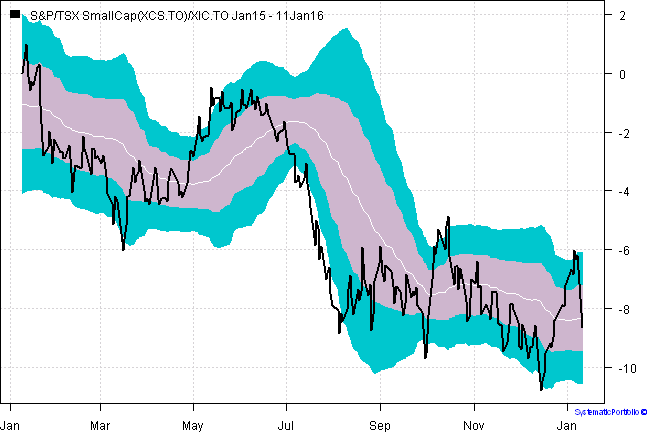 S&P/TSX SmallCap(XCS.TO)/XIC.TO Jan15 - 11Jan16
2
0
-2
-4
-6
-8
-10
Jan Mar May Jul Sep Nov Jan
SystematicPortfolio ©